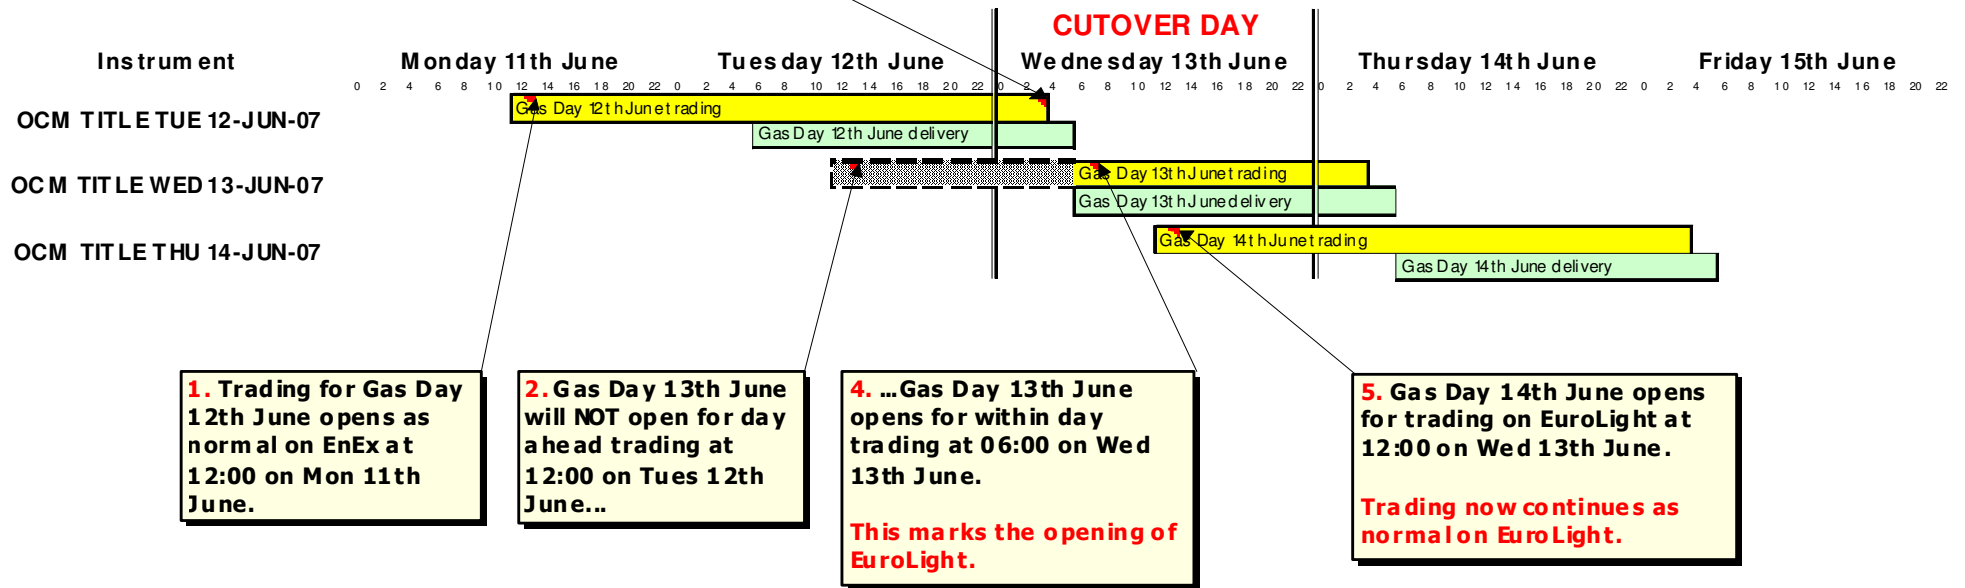 CUTOVER DAY
Instrument Monday 11th June Tuesday 12th June Wednesday 13th June Thursday 14th June Friday 15th June
0 2 4 6 8 10 12 14 16 18 20 22 0 2 4 6 8 10 12 14 16 18 20 22 0 2 4 6 8 10 12 14 16 18 20 22 0 2 4 6 8 10 12 14 16 18 20 22 0 2 4 6 8 10 12 14 16 18 20 22
OCM TITLE TUE 12-JUN-07
Gas Day 12th June trading
Gas Day 12th June delivery
OCM TITLE WED 13-JUN-07
Gas Day 13th June trading
Gas Day 13th June delivery
OCM TITLE THU 14-JUN-07
Gas Day 14th June trading
Gas Day 14th June delivery
1. Trading for Gas Day
12th June opens as
normal on EnEx at
12:00 on Mon 11th
June.
2. Gas Day 13th June
will NOT open for day
ahead trading at
12:00 on Tues 12th
June...
4. ...Gas Day 13th June
opens for within day
trading at 06:00 on Wed
13th June.
This marks the opening of
EuroLight.
5. Gas Day 14th June opens
for trading on EuroLight at
12:00 on Wed 13th June.
Trading now continues as
normal on EuroLight.